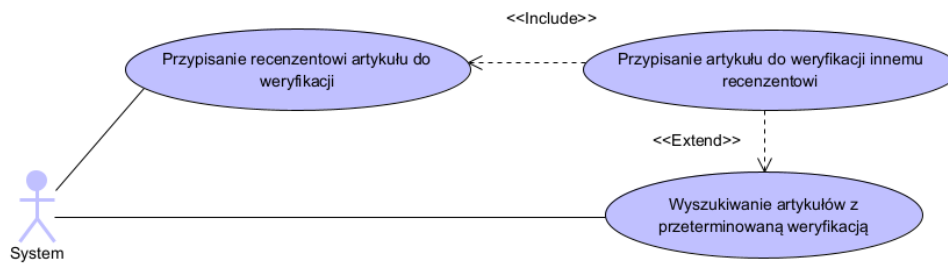 <<Include>>
Przypisanie recenzentowi artykułu do
weryfikacji
Przypisanie artykułu do weryfikacji innemu
recenzentowi
<<Extend>>
Wyszukiwanie artykułów z
przeterminowaną weryfikacją
System